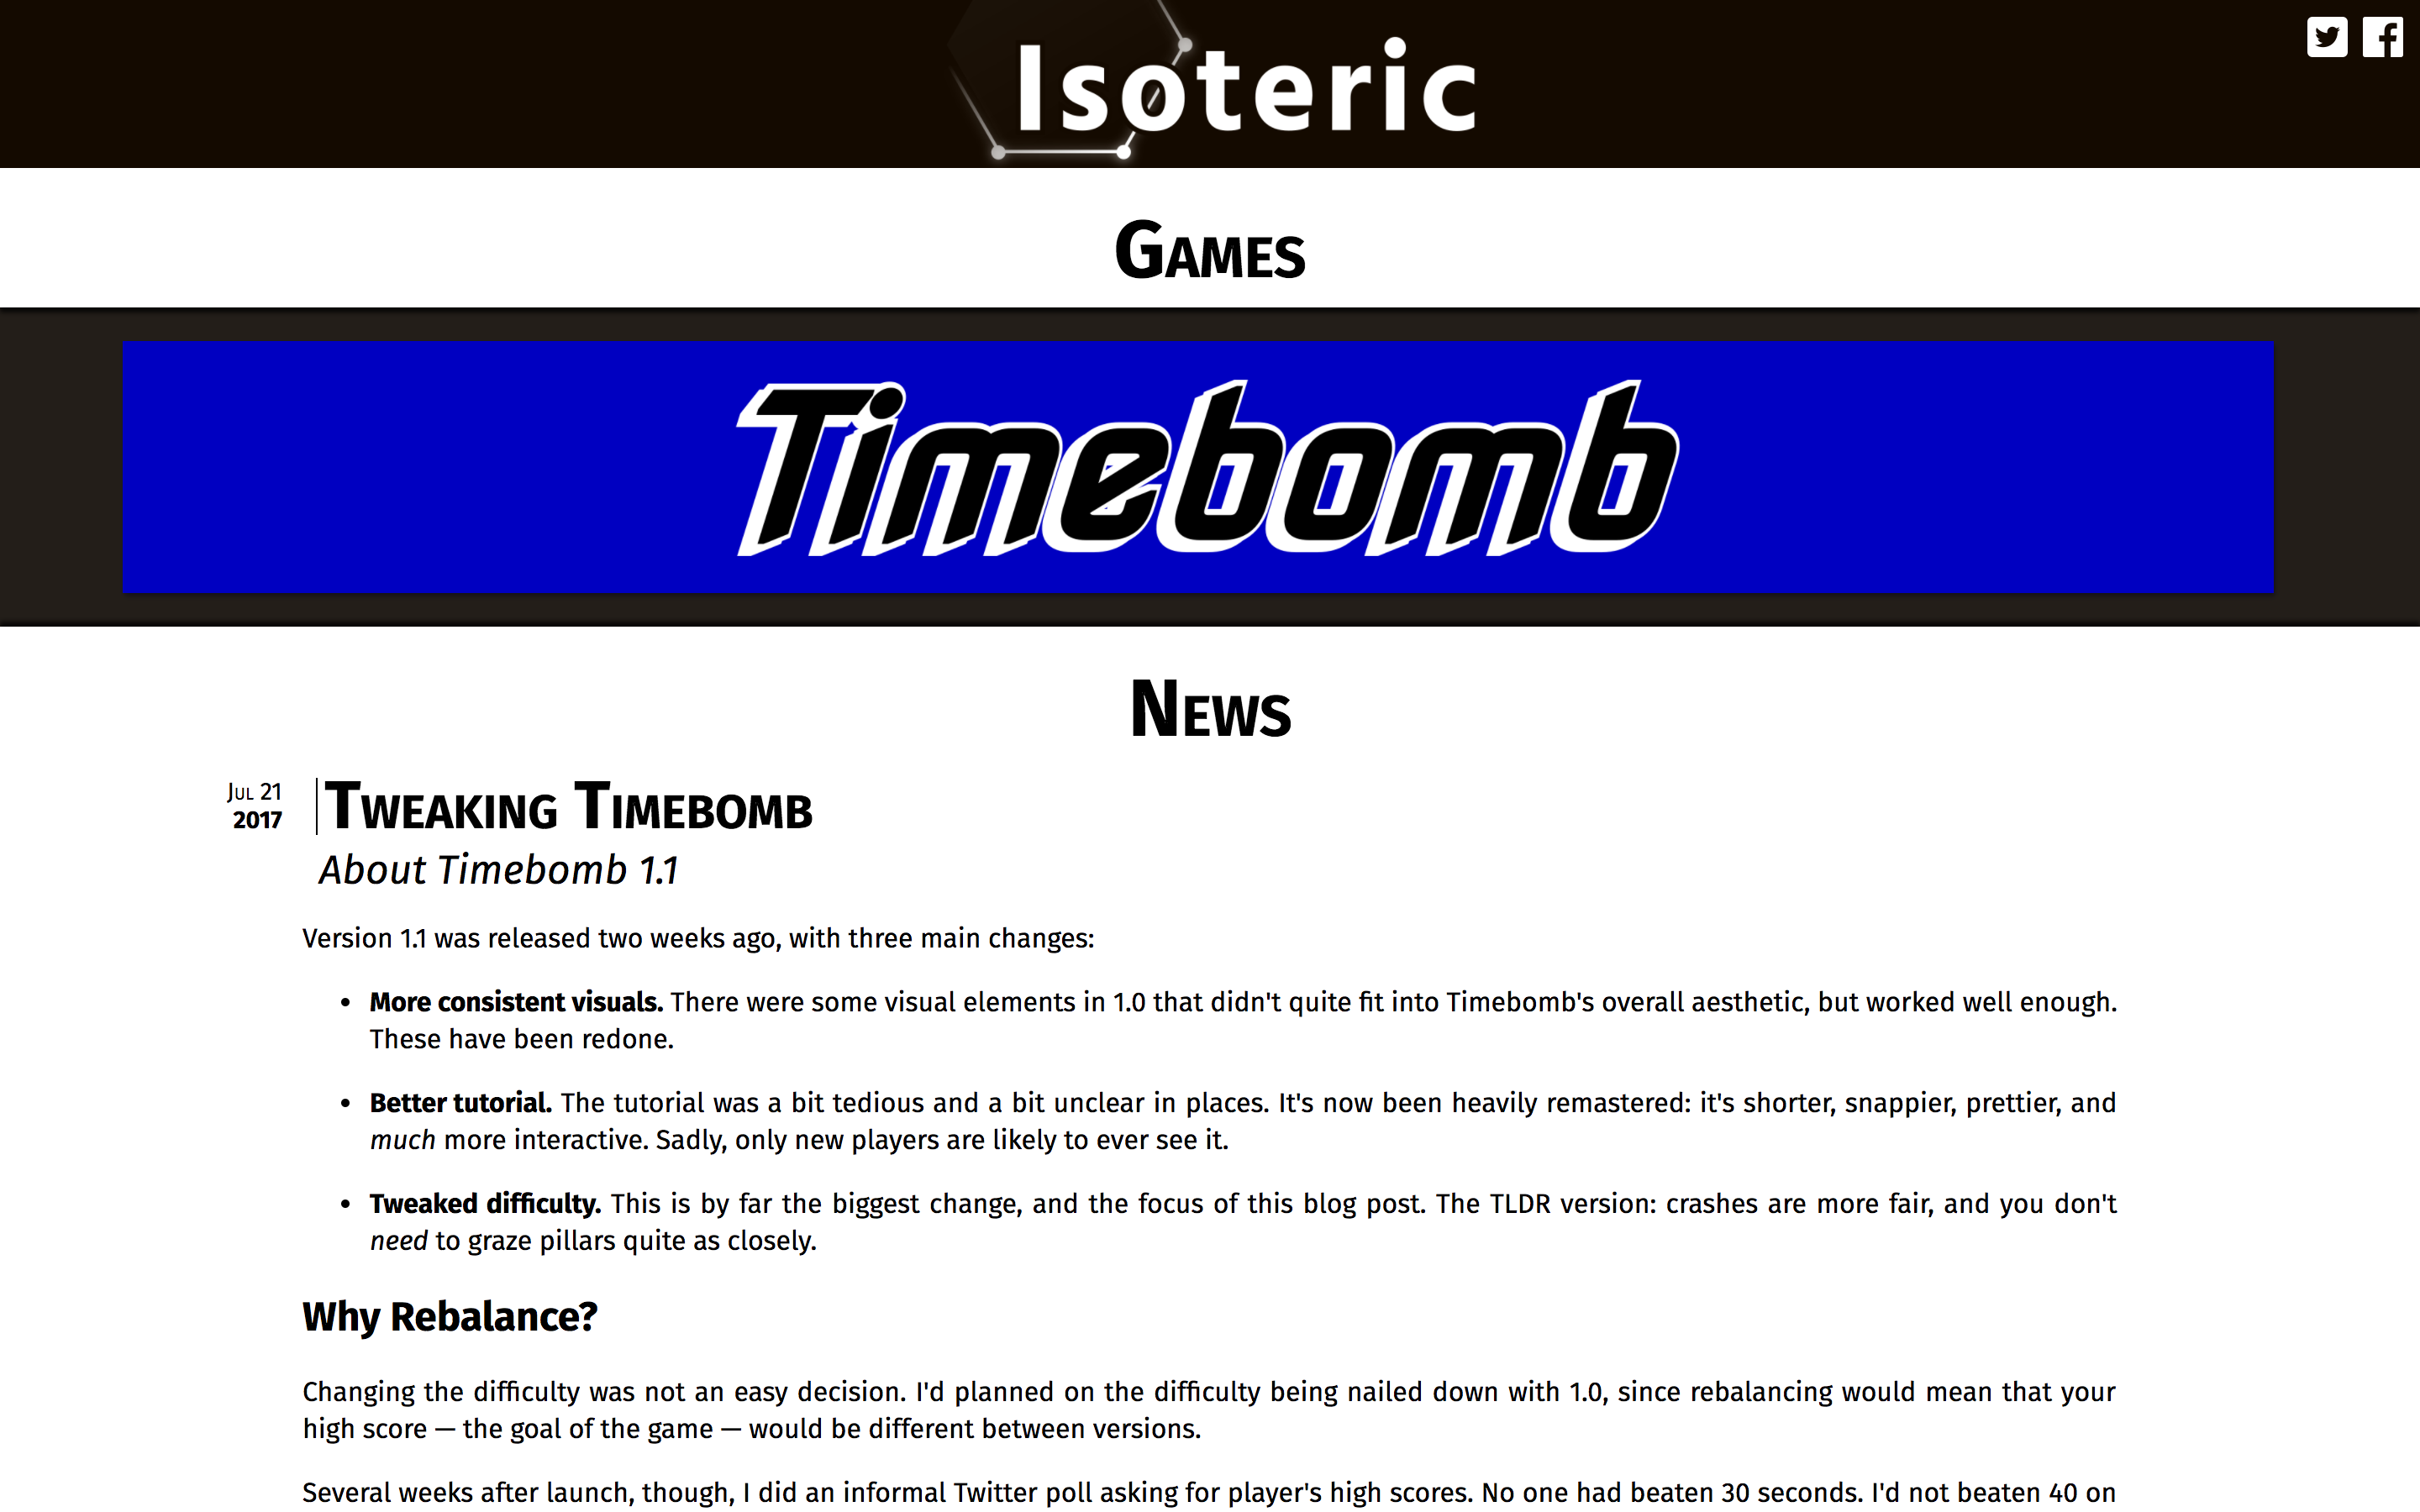 Isoteric
Games
Timebomb
News
Jul 21
2017
Tweaking Timebomb
About Timebomb 1.1
Version 1.1 was released two weeks ago, with three main changes:
• More consistent visuals. There were some visual elements in 1.0 that didn't quite fit into Timebomb's overall aesthetic, but worked well enough.
These have been redone.
• Better tutorial. The tutorial was a bit tedious and a bit unclear in places. It's now been heavily remastered: it's shorter, snappier, prettier, and
much more interactive. Sadly, only new players are likely to ever see it.
• Tweaked difficulty. This is by far the biggest change, and the focus of this blog post. The TLDR version: crashes are more fair, and you don't
need to graze pillars quite as closely.
Why Rebalance?
Changing the difficulty was not an easy decision. I'd planned on the difficulty being nailed down with 1.0, since rebalancing would mean that your
high score — the goal of the game — would be different between versions.
Several weeks after launch, though, I did an informal Twitter poll asking for player's high scores. No one had beaten 30 seconds. I'd not beaten 40 on